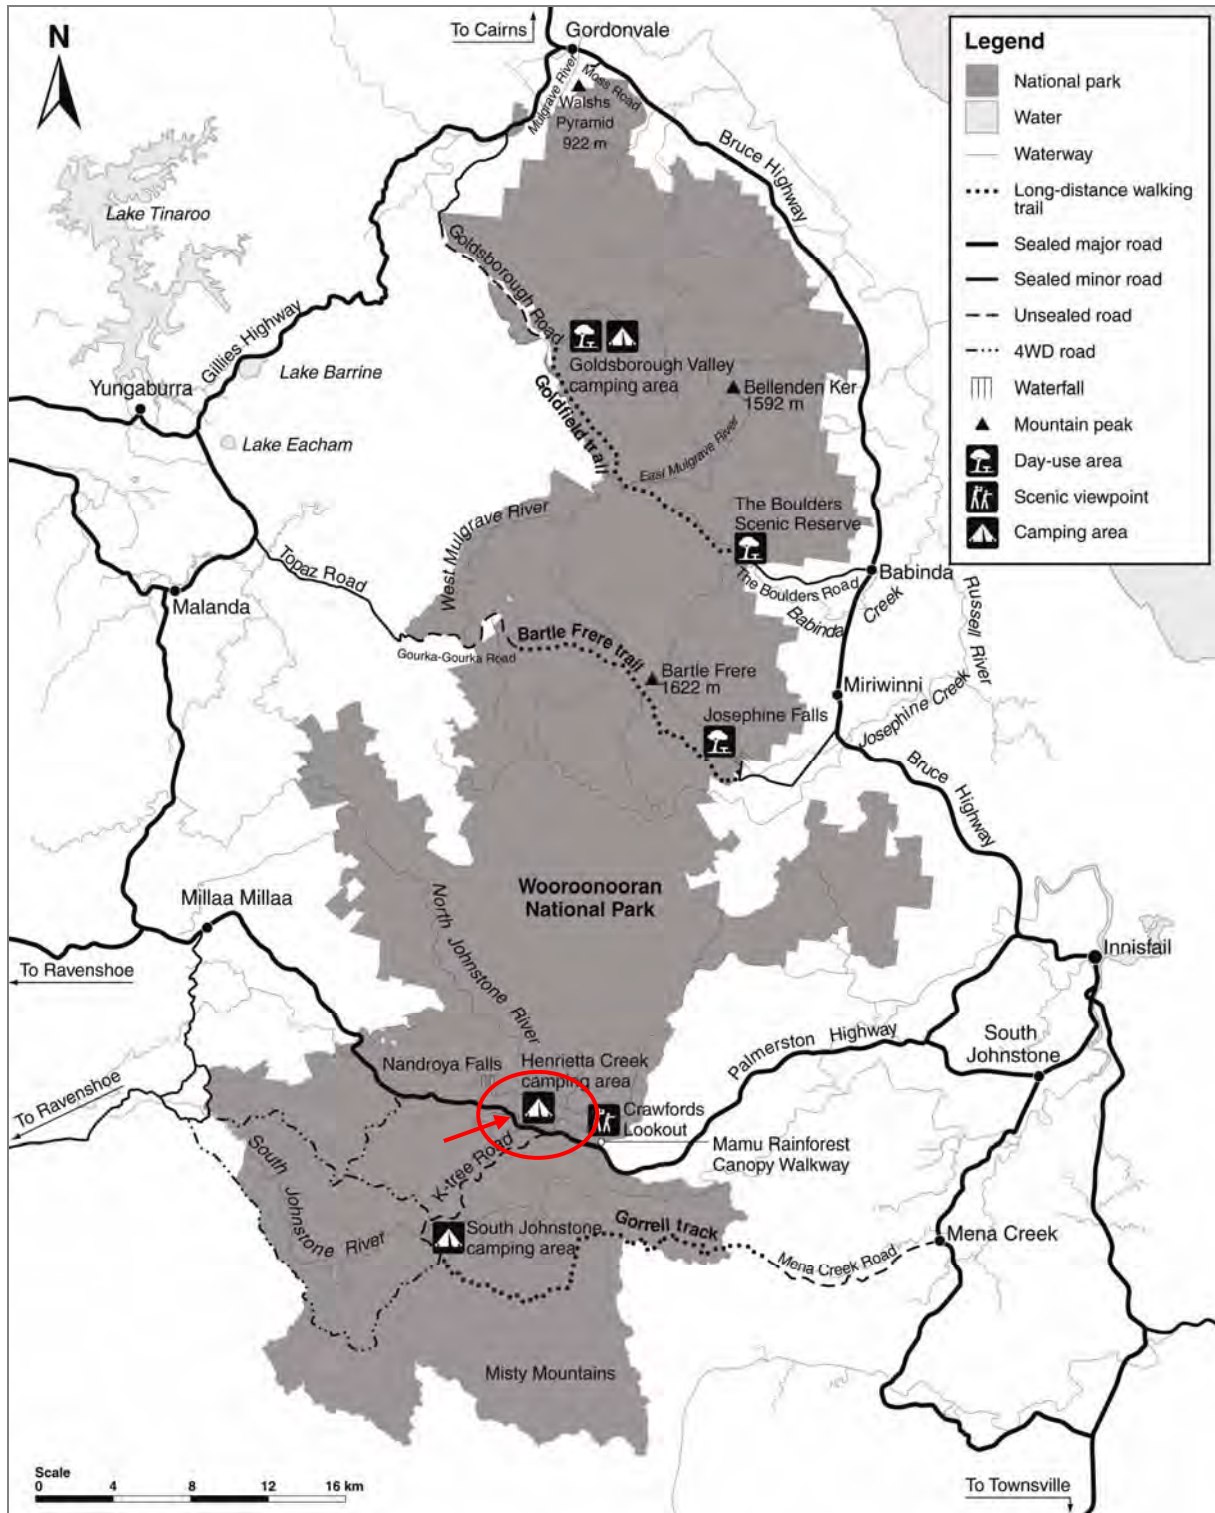 N
To Cairns
Gordonvale
Mulgrave River
Moss Road
Walshs
Pyramid
922 m
Bruce Highway
Legend
National park
Water
Waterway
Long-distance walking
trail
Sealed major road
Sealed minor road
Unsealed road
4WD road
Waterfall
Mountain peak
Day-use area
Scenic viewpoint
Camping area
Lake Tinaroo
Goldsborough Road
Gillies Highway
Lake Barrine
Yungaburra
Lake Eacham
Goldsborough Valley
camping area
Goldfield trail
Bellenden Ker
1592 m
East Mulgrave River
The Boulders
Scenic Reserve
West Mulgrave River
Topaz Road
Malanda
The Boulders Road
Babinda
Babinda Creek
Russell River
Gourka-Gourka Road
Bartle Frere trail
Bartle Frere
1622 m
Miriwinni
Josephine Falls
Josephine Creek
Bruce Highway
Millaa Millaa
Wooroonooran
National Park
North Johnstone River
Innisfail
To Ravenshoe
Palmerston Highway
South
Johnstone
Nandroya Falls
Henrietta Creek
camping area
Crawfords
Lookout
To Ravenshoe
Mamu Rainforest
Canopy Walkway
K-tree Road
South Johnstone River
South Johnstone
camping area
Gorrell track
Mena Creek Road
Mena Creek
Misty Mountains
Scale
0 4 8 12 16 km
To Townsville